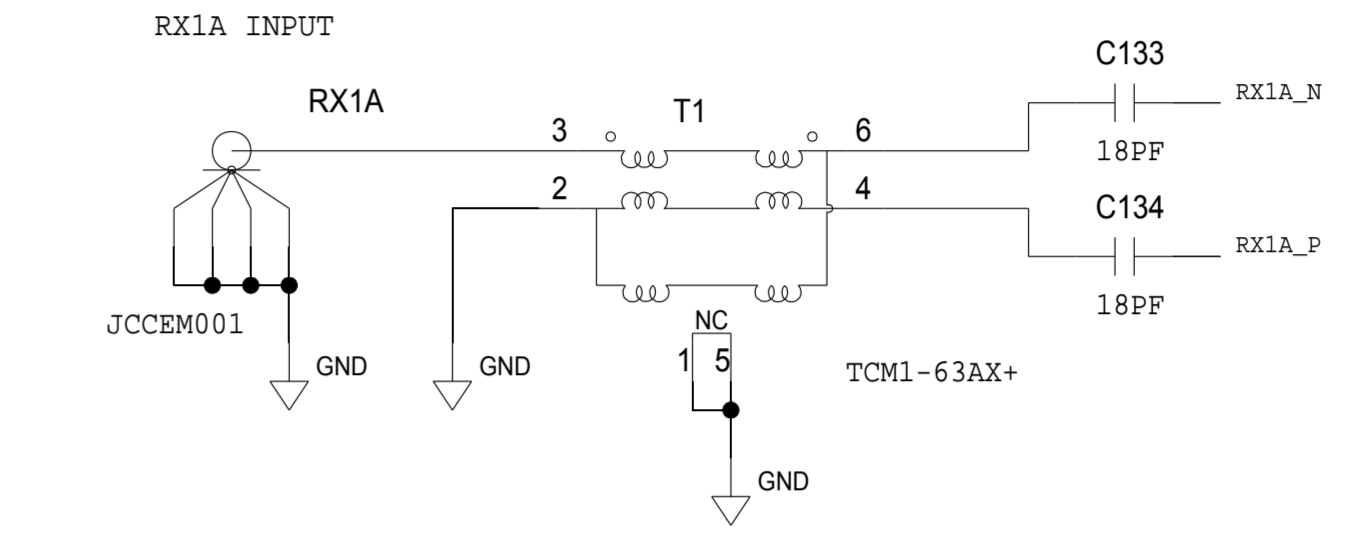 RX1A INPUT
C133
RX1A_N
RX1A
T1
3
6
18PF
2
4
C134
RX1A_P
18PF
JCCEM001
NC
GND
GND
1
5
TCM1-63AX+
GND